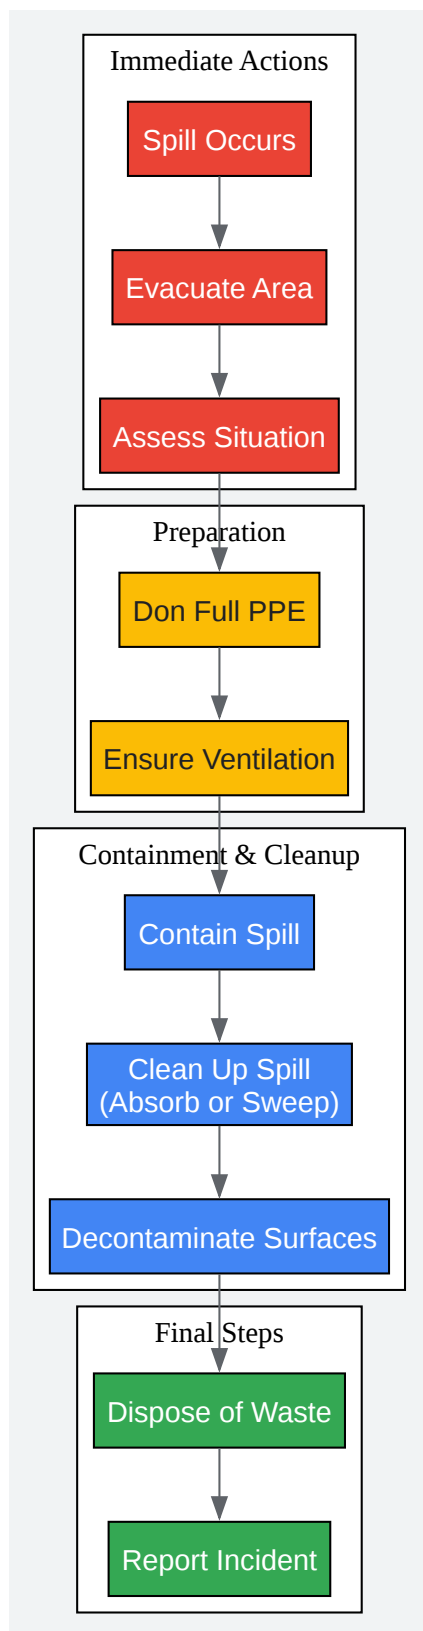 Immediate Actions
Spill Occurs
Evacuate Area
Assess Situation
Preparation
Don Full PPE
Ensure Ventilation
Containment & Cleanup
Contain Spill
Clean Up Spill
(Absorb or Sweep)
Decontaminate Surfaces
Final Steps
Dispose of Waste
Report Incident